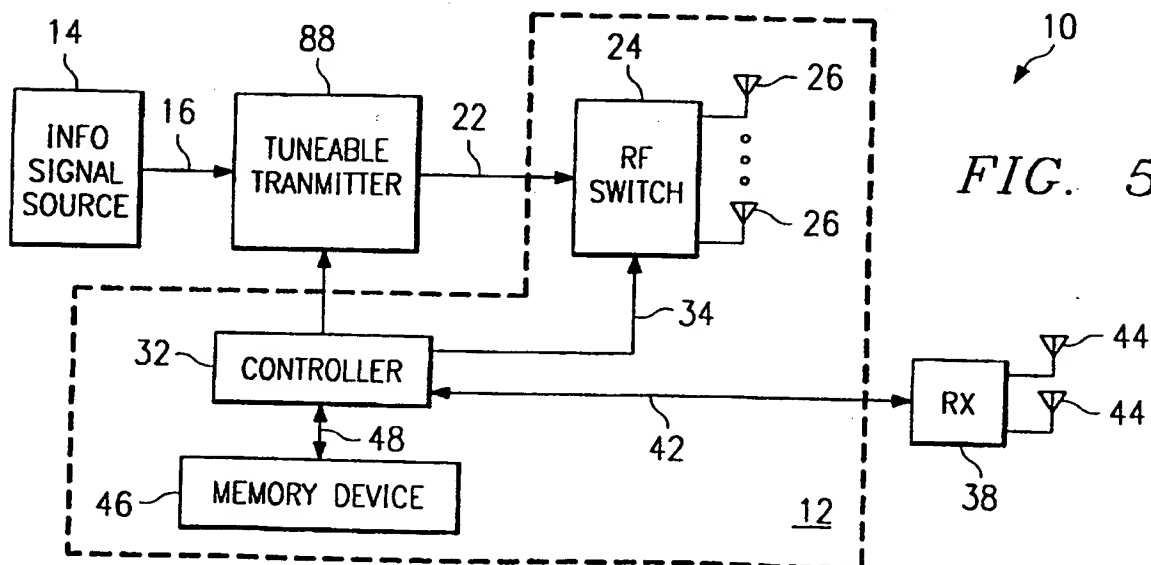 14
88
24
10
INFO
SIGNAL
SOURCE
16
TUNEABLE
TRANMITTER
22
RF
SWITCH
26
26
FIG. 5
34
32
CONTROLLER
42
RX
44
44
38
48
46
MEMORY DEVICE
12